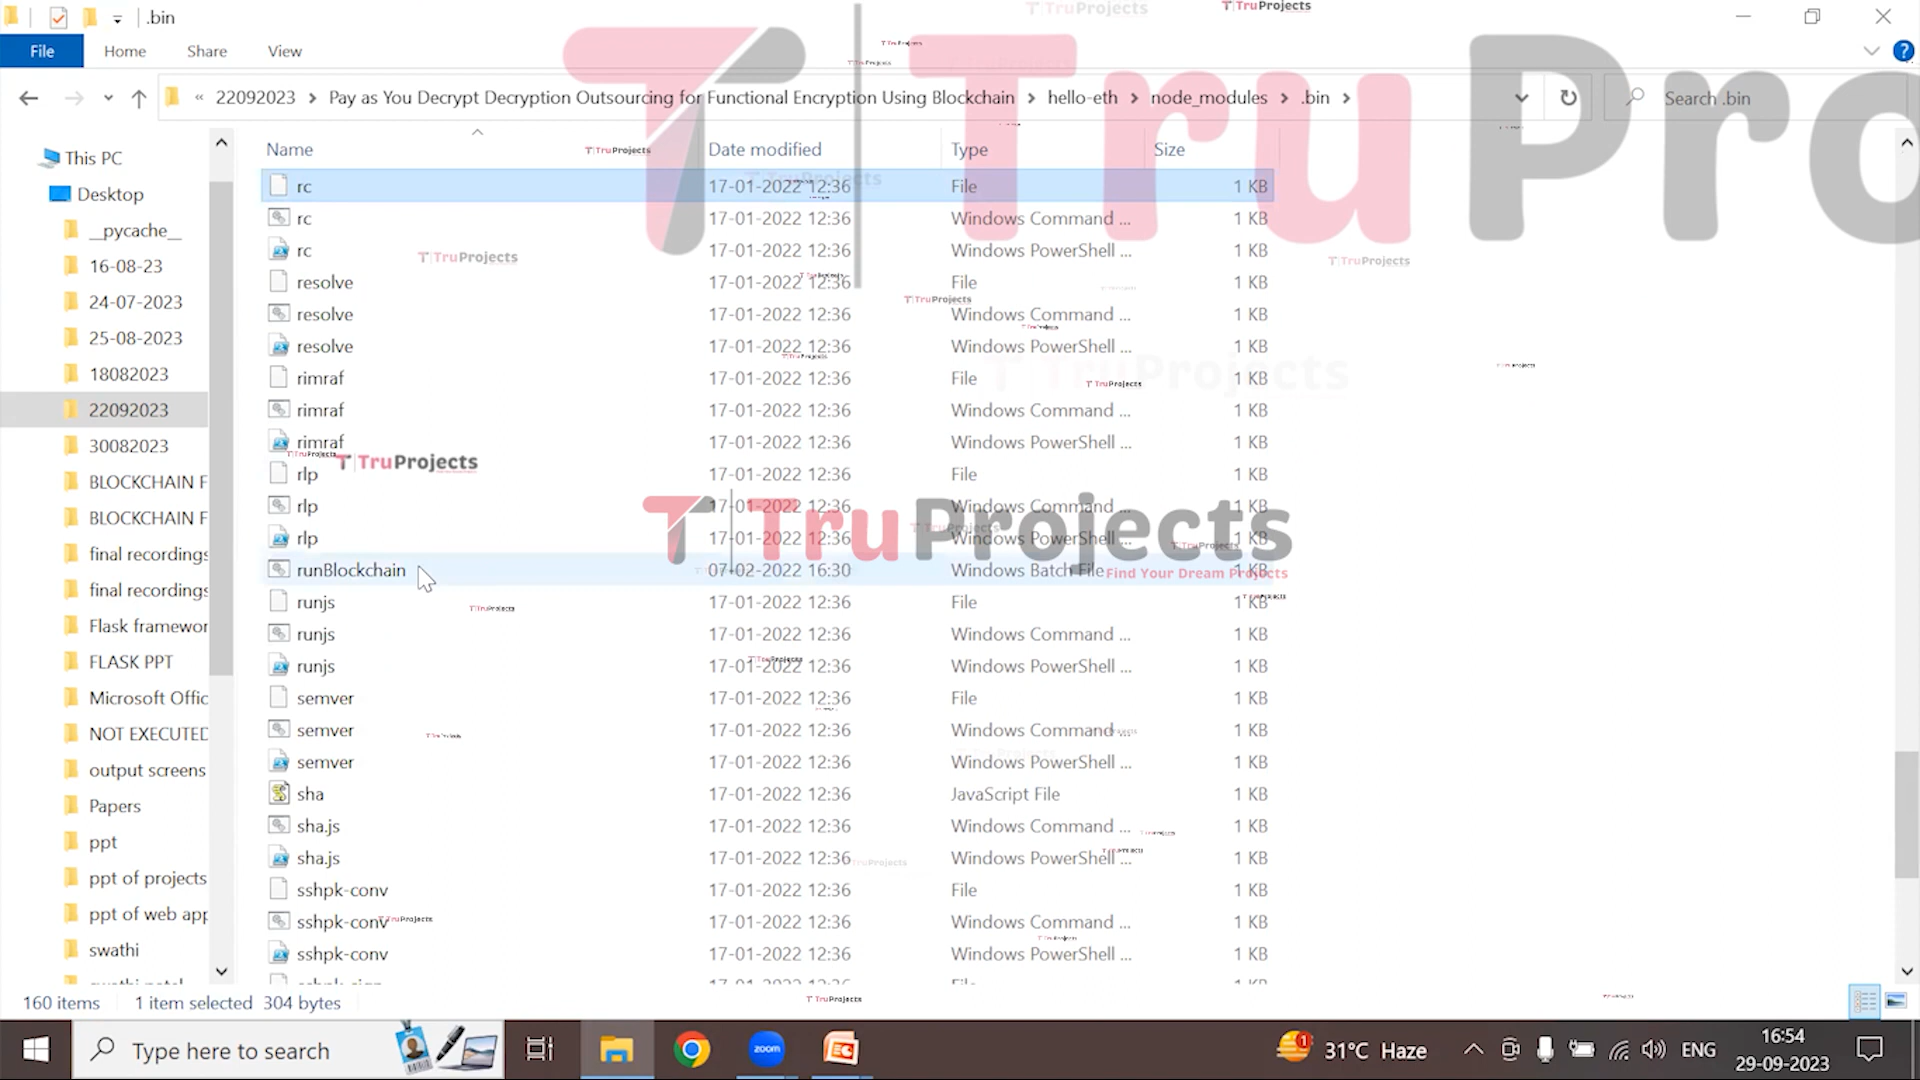 .bin
File Home Share View
« 22092023 > Pay as You Decrypt Decryption Outsourcing for Functional Encryption Using Blockchain > hello-eth > node_modules > .bin >
Search .bin
TruPro
TruProjects
Find Your Dream Projects
This PC
Desktop
__pycache__
16-08-23
24-07-2023
25-08-2023
18082023
22092023
30082023
BLOCKCHAIN F
BLOCKCHAIN F
final recordings
final recordings
Flask framewor
FLASK PPT
Microsoft Offic
NOT EXECUTED
output screens
Papers
ppt
ppt of projects
ppt of web app
swathi
Name Date modified Type Size
rc 17-01-2022 12:36 File 1 KB
rc 17-01-2022 12:36 Windows Command ... 1 KB
rc 17-01-2022 12:36 Windows PowerShell ... 1 KB
resolve 17-01-2022 12:36 File 1 KB
resolve 17-01-2022 12:36 Windows Command ... 1 KB
resolve 17-01-2022 12:36 Windows PowerShell ... 1 KB
rimraf 17-01-2022 12:36 File 1 KB
rimraf 17-01-2022 12:36 Windows Command ... 1 KB
rimraf 17-01-2022 12:36 Windows PowerShell ... 1 KB
rlp 17-01-2022 12:36 File 1 KB
rlp 17-01-2022 12:36 Windows Command ... 1 KB
rlp 17-01-2022 12:36 Windows PowerShell ... 1 KB
runBlockchain 07-02-2022 16:30 Windows Batch File 1 KB
runjs 17-01-2022 12:36 File 1 KB
runjs 17-01-2022 12:36 Windows Command ... 1 KB
runjs 17-01-2022 12:36 Windows PowerShell ... 1 KB
semver 17-01-2022 12:36 File 1 KB
semver 17-01-2022 12:36 Windows Command ... 1 KB
semver 17-01-2022 12:36 Windows PowerShell ... 1 KB
sha 17-01-2022 12:36 JavaScript File 1 KB
sha.js 17-01-2022 12:36 Windows Command ... 1 KB
sha.js 17-01-2022 12:36 Windows PowerShell ... 1 KB
sshpk-conv 17-01-2022 12:36 File 1 KB
sshpk-conv 17-01-2022 12:36 Windows Command ... 1 KB
sshpk-conv 17-01-2022 12:36 Windows PowerShell ... 1 KB
160 items 1 item selected 304 bytes
Type here to search
zoom
31°C Haze
ENG
16:54
29-09-2023